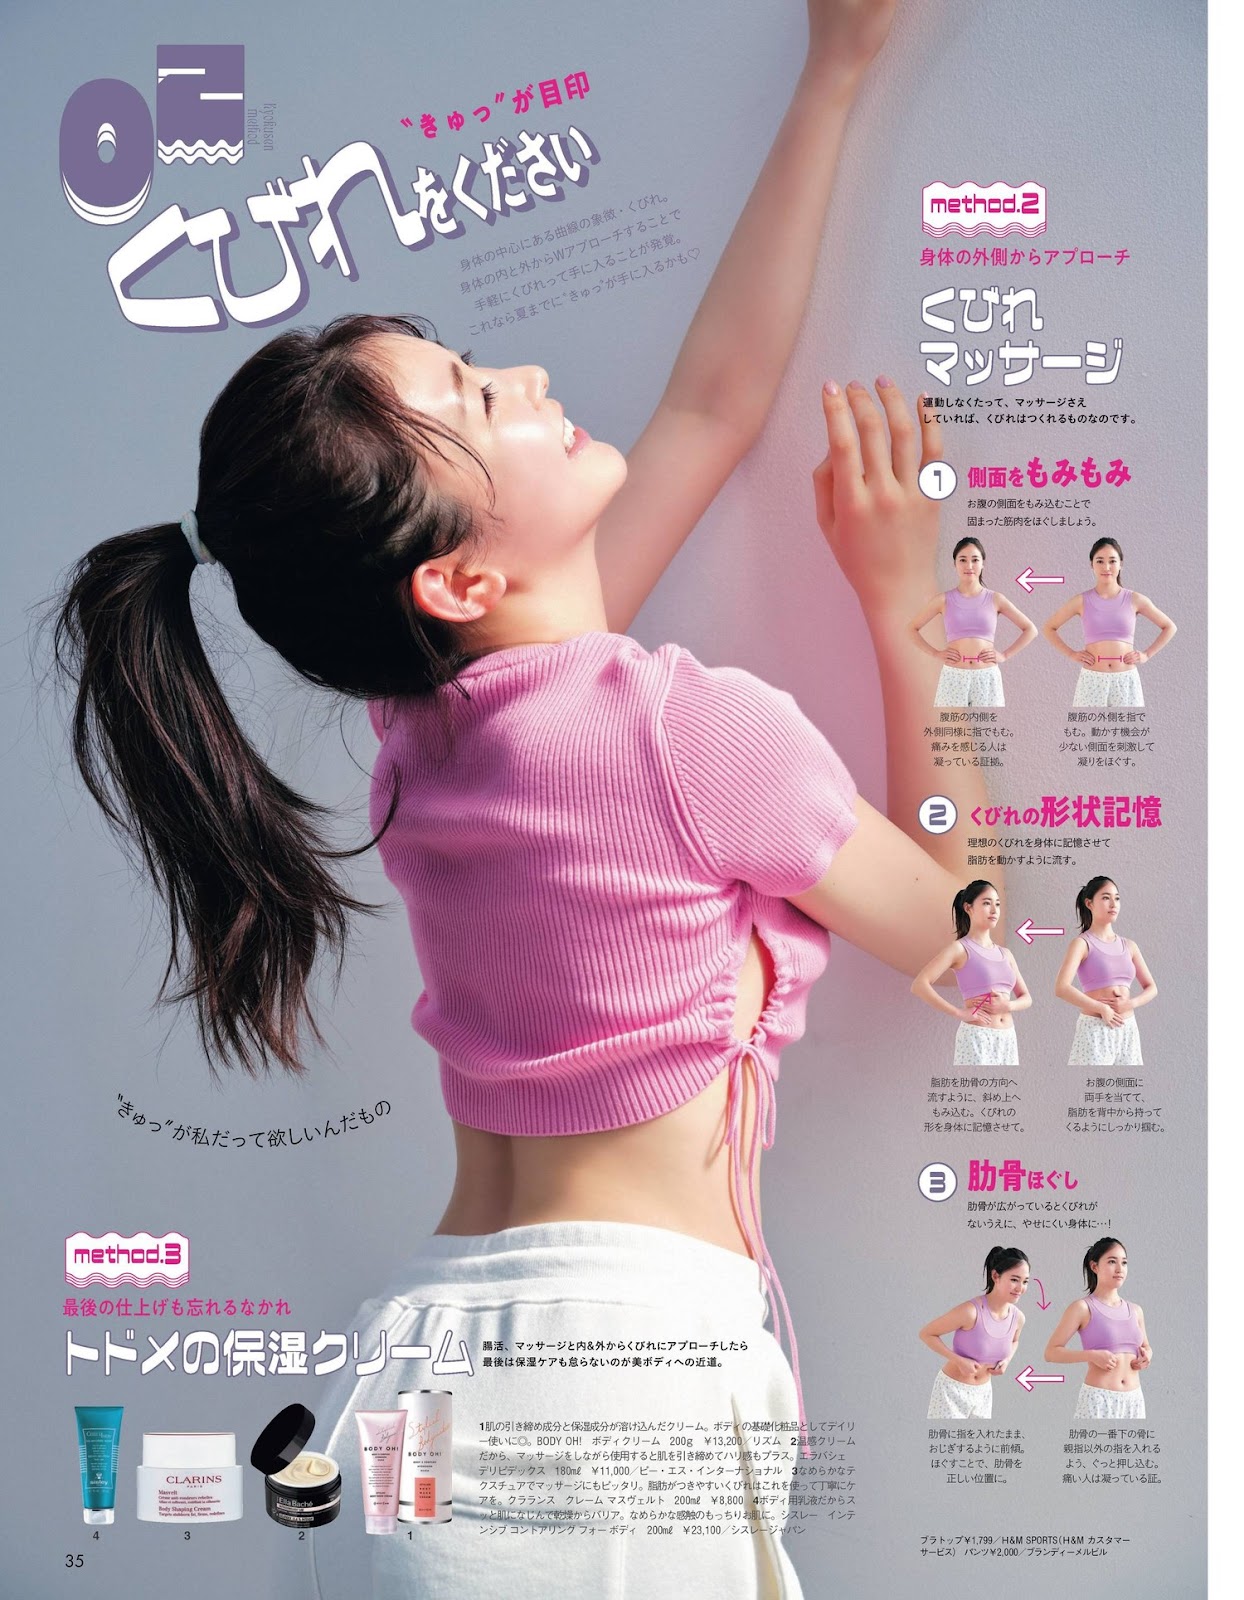 02
Kyokusen
method
“きゅっ”が目印
くびれをください
身体の中心にある曲線の象徴・くびれ。
身体の内と外からWアプローチすることで
手軽にくびれって手に入ることが発覚。
これなら夏までに“きゅっ”が手に入るかも♡
method.2
身体の外側からアプローチ
くびれ
マッサージ
運動しなくたって、マッサージさえ
していれば、くびれはつくれるものなのです。
1 側面をもみもみ
お腹の側面をもみ込むことで
固まった筋肉をほぐしましょう。
腹筋の外側を指で
もむ。動かす機会が
少ない側面を刺激して
凝りをほぐす。
腹筋の内側を
外側同様に指でもむ。
痛みを感じる人は
凝っている証拠。
2 くびれの形状記憶
理想のくびれを身体に記憶させて
脂肪を動かすように流す。
お腹の側面に
両手を当てて、
脂肪を背中から持って
くるようにしっかり掴む。
脂肪を肋骨の方向へ
流すように、斜め上へ
もみ込む。くびれの
形を身体に記憶させて。
3 肋骨ほぐし
肋骨が広がっているとくびれが
ないうえに、やせにくい身体に…!
肋骨の一番下の骨に
親指以外の指を入れる
よう、ぐっと押し込む。
痛い人は凝っている証。
肋骨に指を入れたまま、
おじぎするように前傾。
ほぐすことで、肋骨を
正しい位置に。
ブラトップ¥1,799/H&M SPORTS(H&M カスタマー
サービス) パンツ¥2,000/ブランディーメルビル
“きゅっ”が私だって欲しいんだもの
method.3
最後の仕上げも忘れるなかれ
トドメの保湿クリーム
腸活、マッサージと内&外からくびれにアプローチしたら
最後は保湿ケアも怠らないのが美ボディへの近道。
CLARINS
PARIS
Body Shaping Cream
Ella Baché
BODY OH!
BODY OH!
4
3
2
1
1肌の引き締め成分と保湿成分が溶け込んだクリーム。ボディの基礎化粧品としてデイリ
ー使いに◎。BODY OH! ボディクリーム 200g ¥13,200/リズム 2温感クリーム
だから、マッサージをしながら使用すると肌を引き締めてハリ感もプラス。エラバシェ
デリピデックス 180㎖ ¥11,000/ピー・エス・インターナショナル 3なめらかなテ
クスチュアでマッサージにもピッタリ。脂肪がつきやすいくびれはこれを使って丁寧にケ
アを。クラランス クレーム マスヴェルト 200㎖ ¥8,800 4ボディ用乳液だからス
ッと肌になじんで乾燥からバリア。なめらかな感触のもっちりお肌に。シスレー インテ
ンシブ コントアリング フォー ボディ 200㎖ ¥23,100/シスレージャパン
35